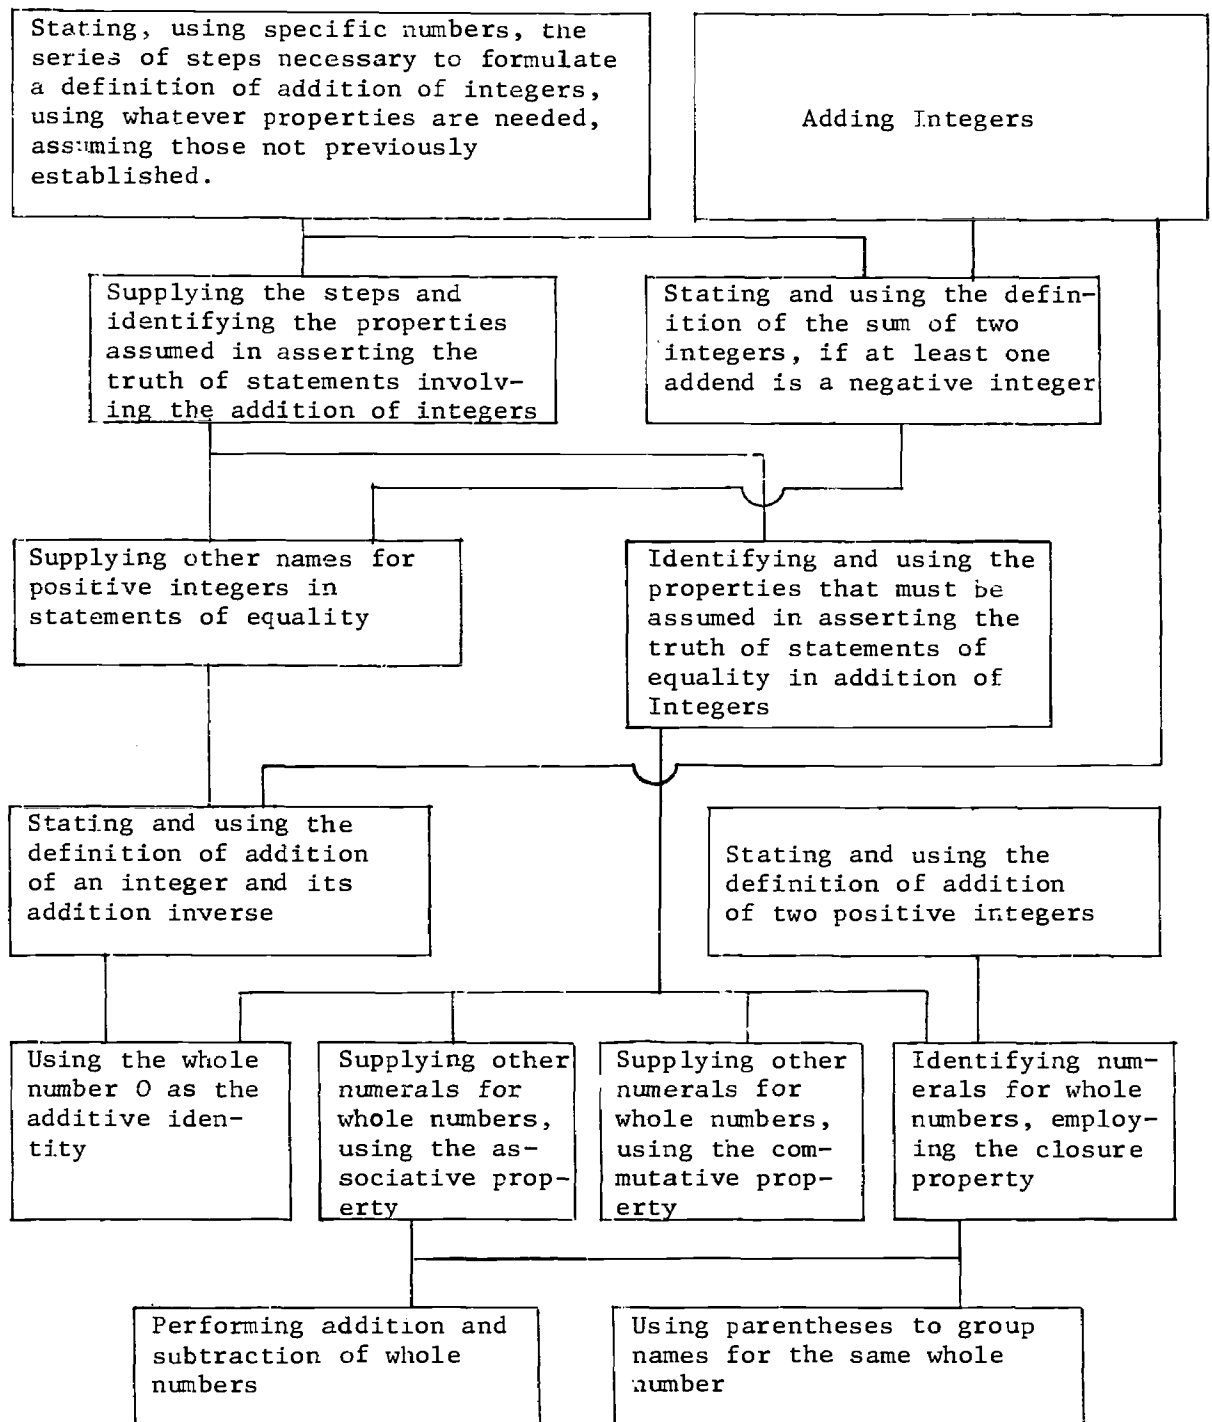 Stating, using specific numbers, the
series of steps necessary to formulate
a definition of addition of integers,
using whatever properties are needed,
assuming those not previously
established.
Adding Integers
Supplying the steps and
identifying the properties
assumed in asserting the
truth of statements involv-
ing the addition of integers
Stating and using the defin-
ition of the sum of two
integers, if at least one
addend is a negative integer
Supplying other names for
positive integers in
statements of equality
Identifying and using the
properties that must be
assumed in asserting the
truth of statements of
equality in addition of
Integers
Stating and using the
definition of addition
of an integer and its
addition inverse
Stating and using the
definition of addition
of two positive integers
Using the whole
number 0 as the
additive iden-
tity
Supplying other
numerals for
whole numbers,
using the as-
sociative prop-
erty
Supplying other
numerals for
whole numbers,
using the com-
mutative prop-
erty
Identifying num-
erals for whole
numbers, employ-
ing the closure
property
Performing addition and
subtraction of whole
numbers
Using parentheses to group
names for the same whole
number